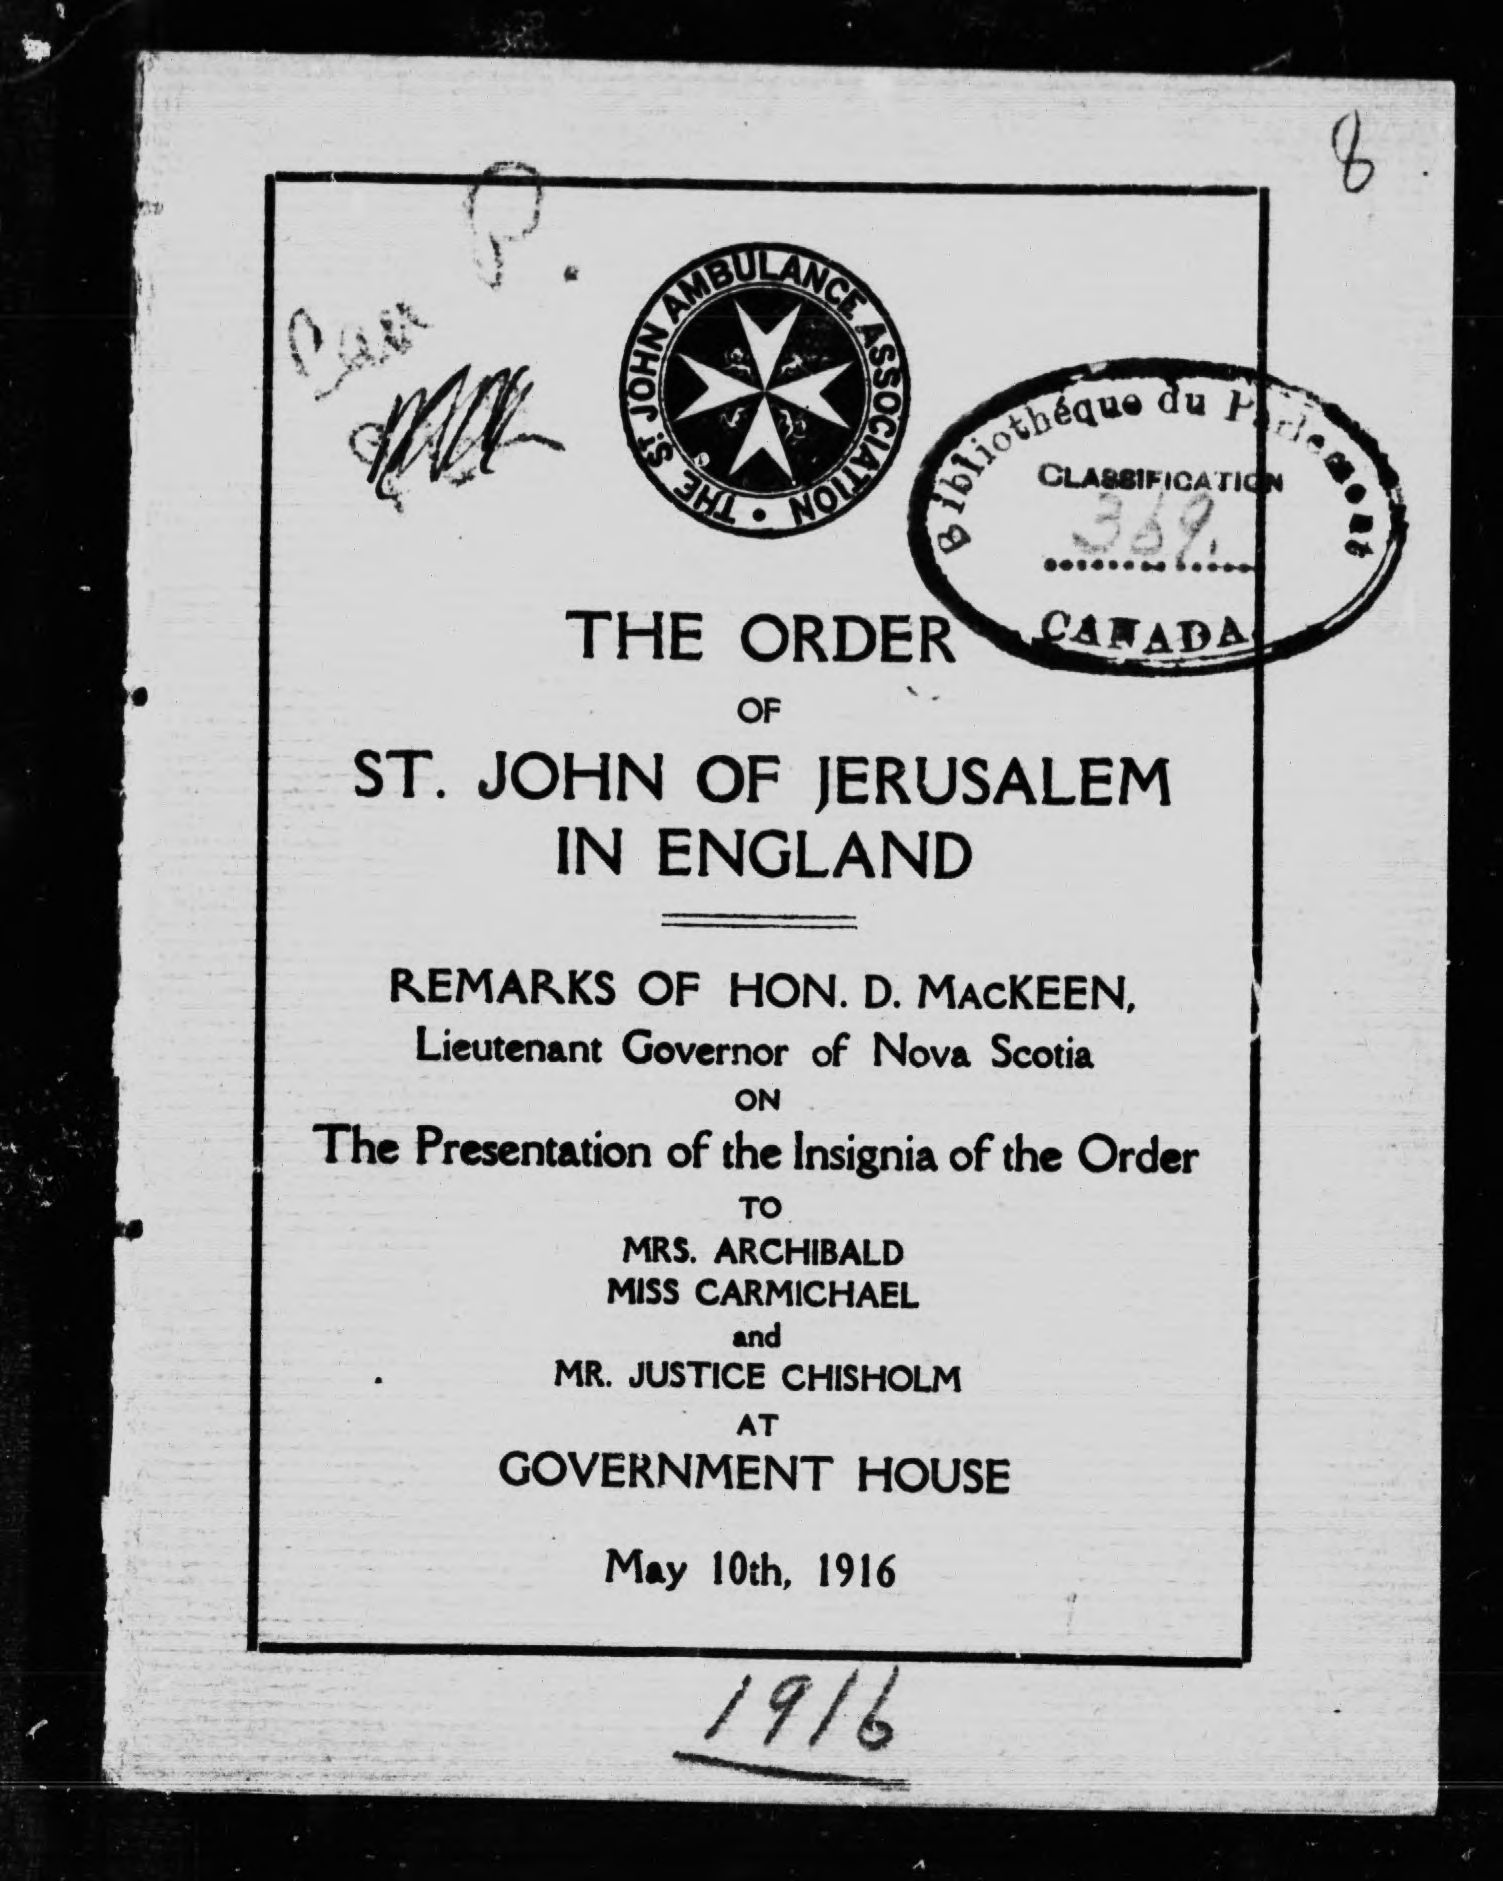 8
P.
Can
THE ST. JOHN AMBULANCE ASSOCIATION •
Bibliothéque du Parlement
CLASSIFICATION
369.
CANADA
THE ORDER
OF
ST. JOHN OF JERUSALEM
IN ENGLAND
REMARKS OF HON. D. MACKEEN,
Lieutenant Governor of Nova Scotia
ON
The Presentation of the Insignia of the Order
TO
MRS. ARCHIBALD
MISS CARMICHAEL
and
MR. JUSTICE CHISHOLM
AT
GOVERNMENT HOUSE
May 10th, 1916
1916